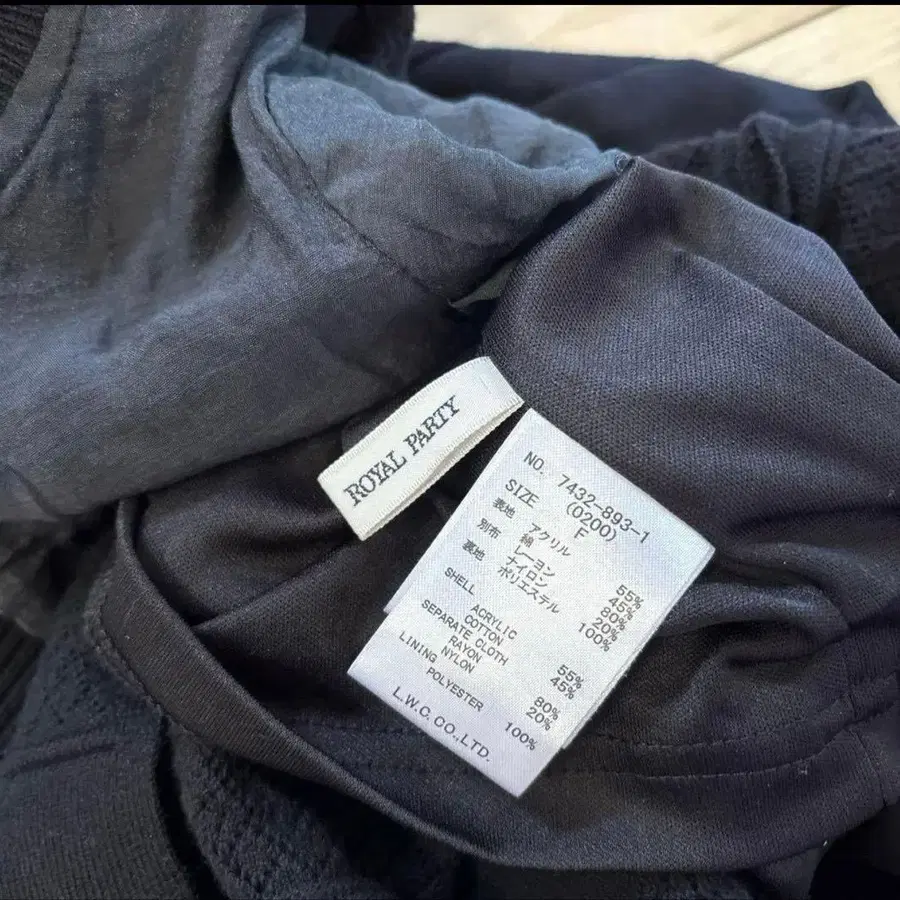 ROYAL PARTY
NO. 7432-893-1
(0200)
SIZE F
表地 アクリル 55%
綿 45%
別布 レーヨン 80%
ナイロン 20%
裏地 ポリエステル 100%
SHELL
ACRYLIC 55%
COTTON 45%
SEPARATE CLOTH
RAYON 80%
NYLON 20%
LINING
POLYESTER 100%
L.W.C.CO.,LTD.